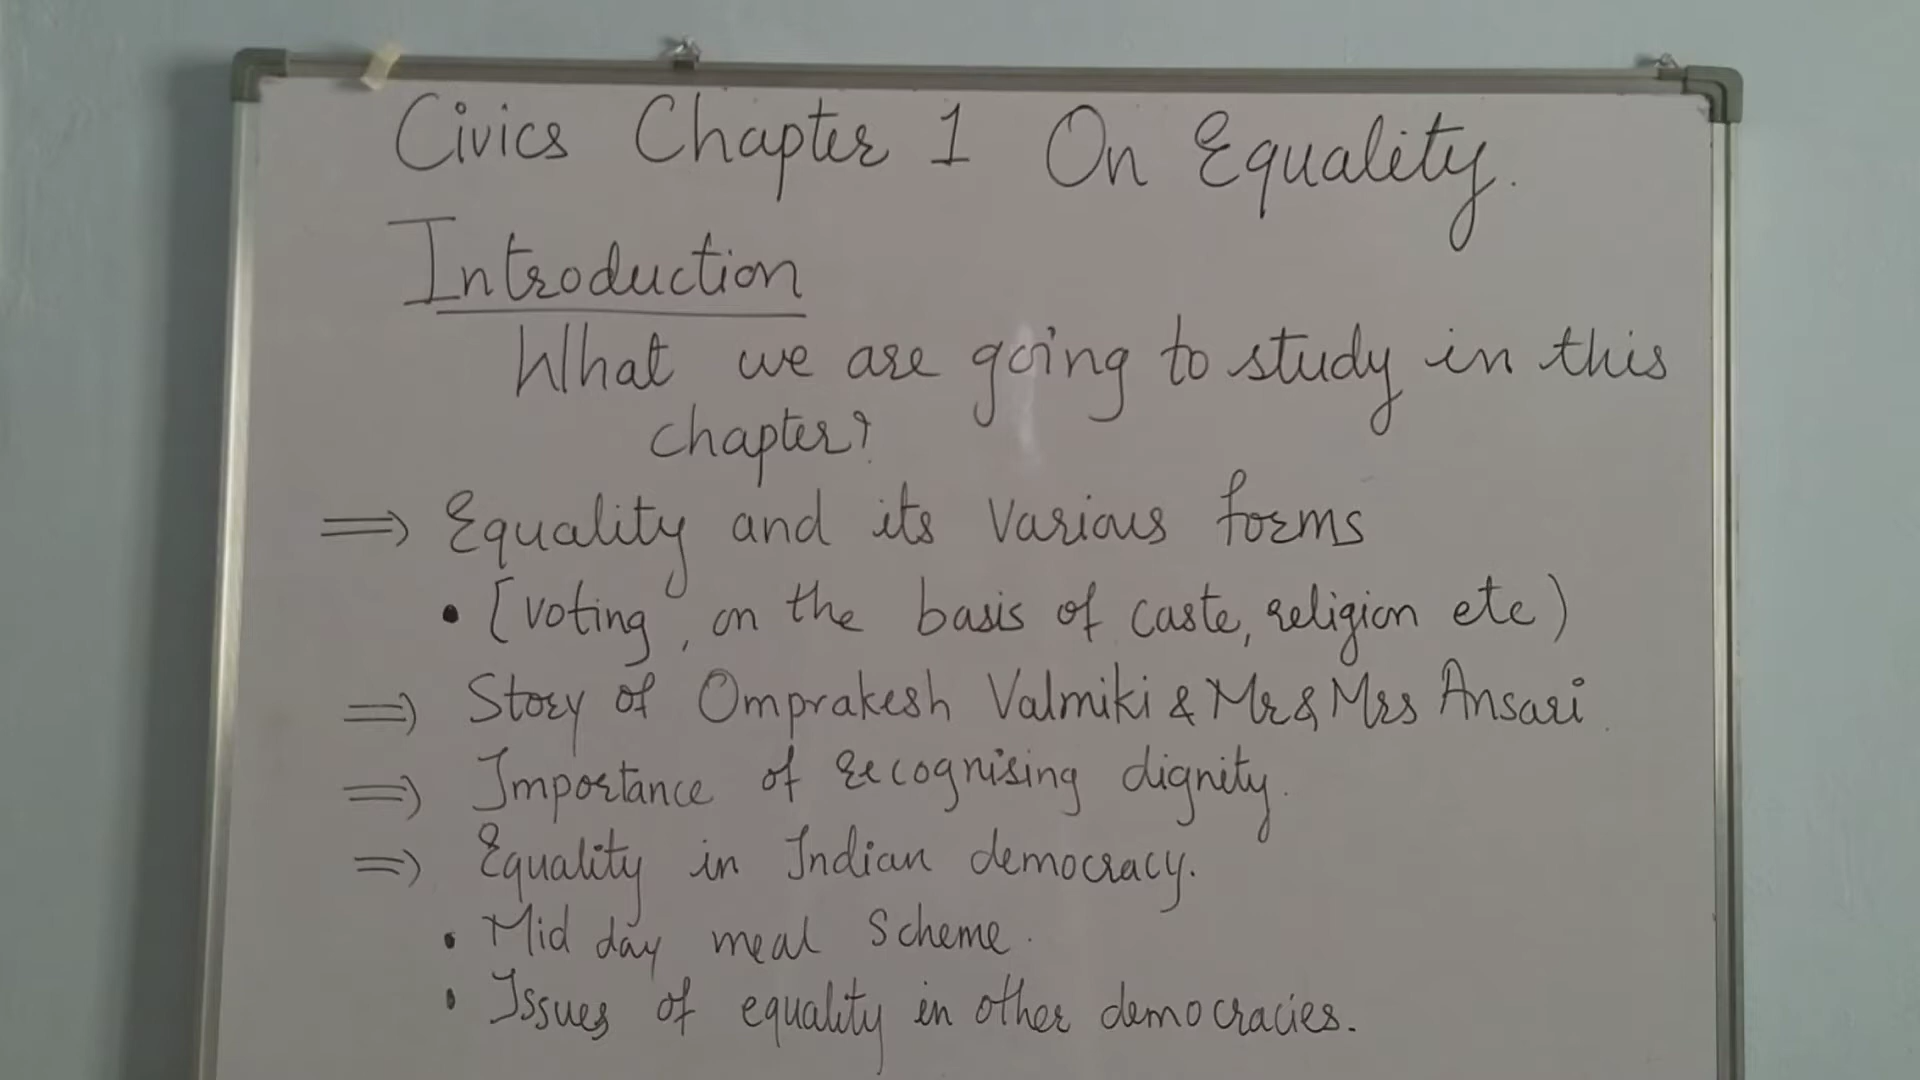 Civics Chapter 1 On Equality.
Introduction
What we are going to study in this
chapter?
⇒ Equality and its various forms
• [voting, on the basis of caste, religion etc)
⇒ Story of Omprakesh Valmiki & Mr & Mrs Ansari.
⇒ Importance of recognising dignity.
⇒ Equality in Indian democracy.
• Mid day meal Scheme.
• Issues of equality in other democracies.